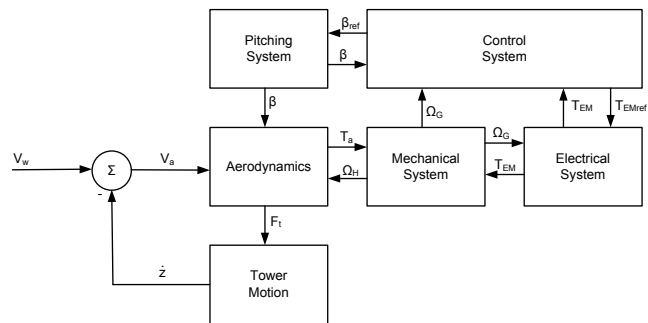 Pitching
System
β_ref
β
Control
System
β
Ω_G
T_EM
T_EMref
V_w
Σ
-
V_a
Aerodynamics
T_a
Ω_H
Mechanical
System
Ω_G
T_EM
Electrical
System
F_t
ż
Tower
Motion